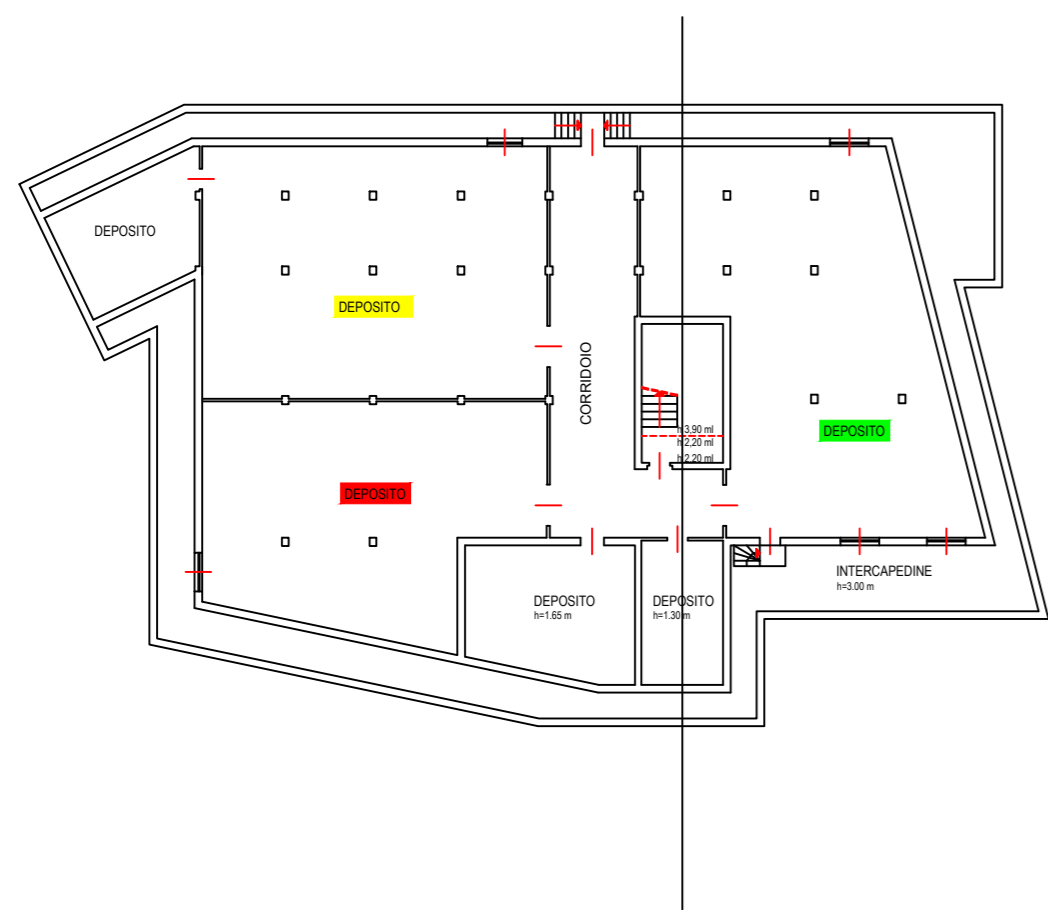 DEPOSITO
DEPOSITO
CORRIDOIO
h 3,90 ml
h 2,20 ml
h 2,20 ml
DEPOSITO
DEPOSITO
INTERCAPEDINE
h=3.00 m
DEPOSITO
h=1.65 m
DEPOSITO
h=1.30 m